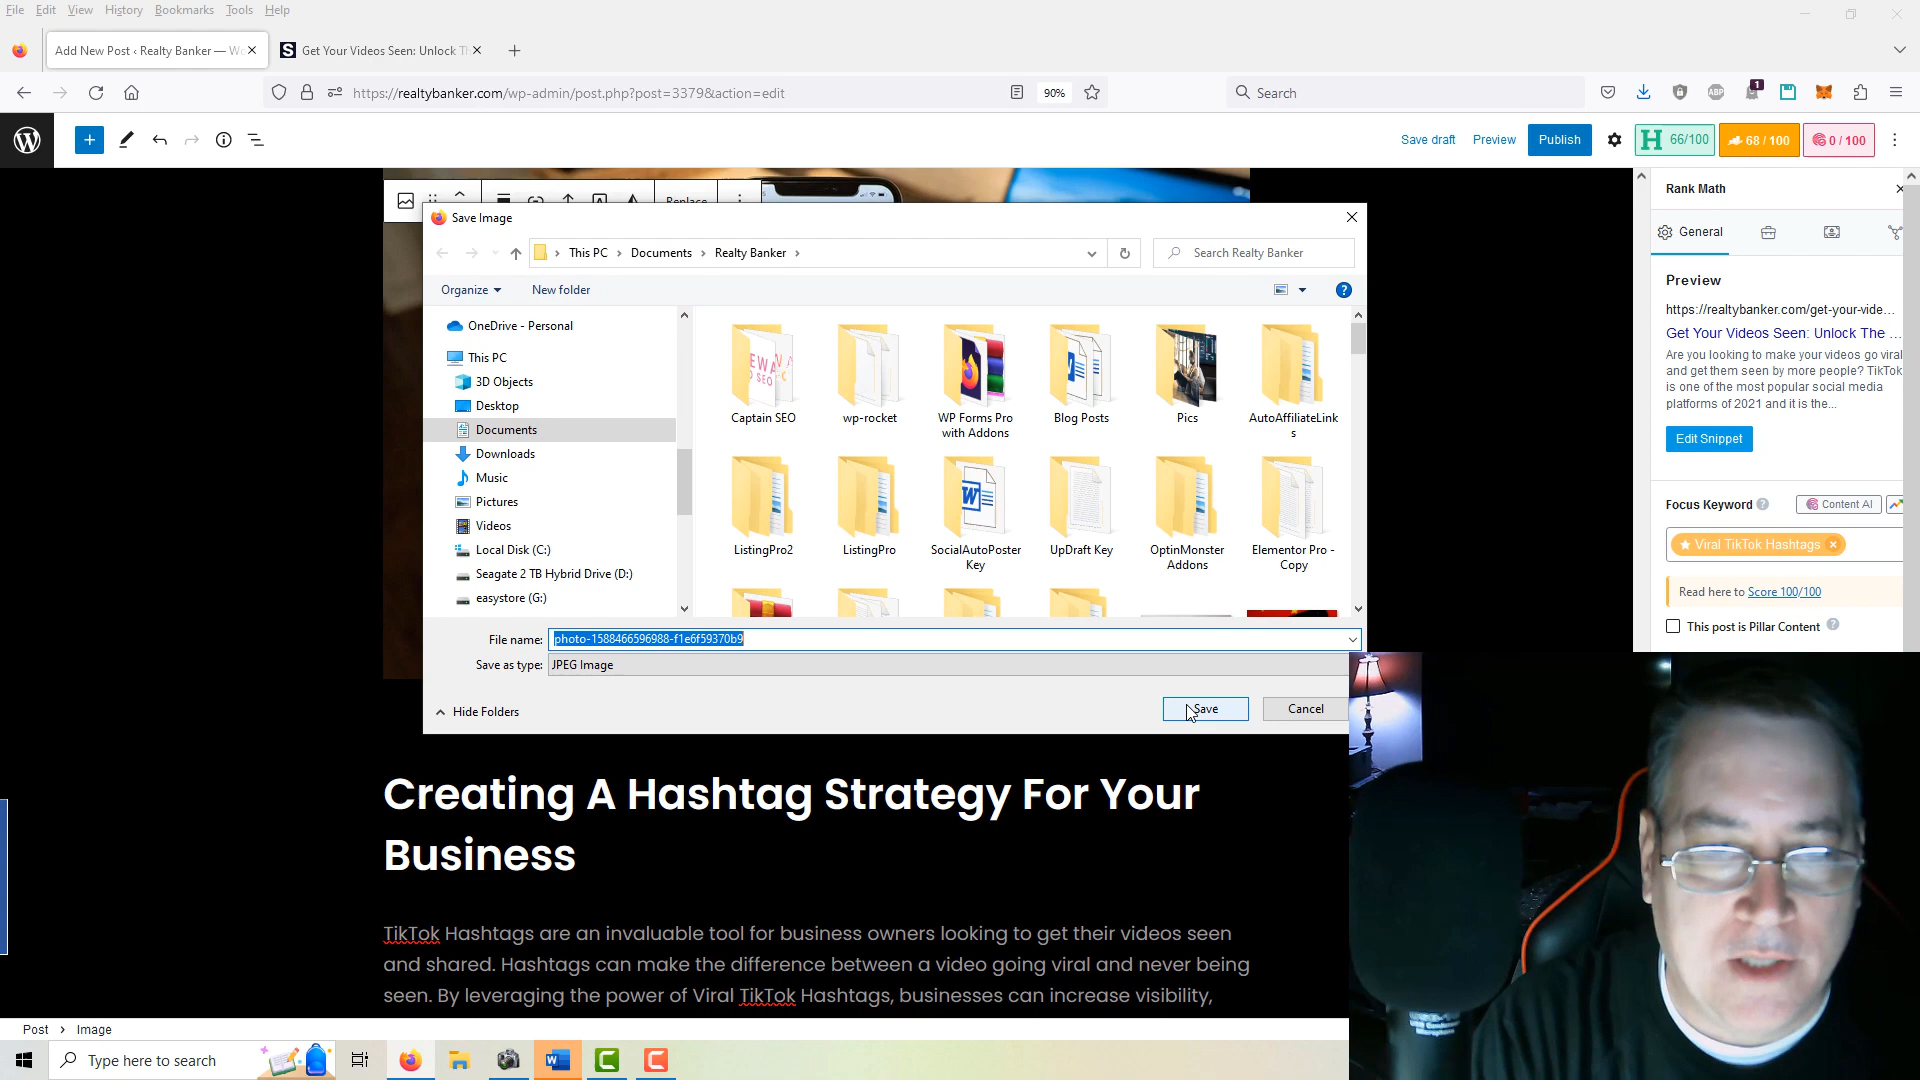 File Edit View History Bookmarks Tools Help
Add New Post ‹ Realty Banker — Wo
Get Your Videos Seen: Unlock Th
https://realtybanker.com/wp-admin/post.php?post=3379&action=edit
90%
Search
1
Save draft
Preview
Publish
66/100
68 / 100
0 / 100
Replace
Save Image
This PC > Documents > Realty Banker >
Search Realty Banker
Organize
New folder
OneDrive - Personal
This PC
3D Objects
Desktop
Documents
Downloads
Music
Pictures
Videos
Local Disk (C:)
Seagate 2 TB Hybrid Drive (D:)
easystore (G:)
Captain SEO
wp-rocket
WP Forms Pro with Addons
Blog Posts
Pics
AutoAffiliateLinks
ListingPro2
ListingPro
SocialAutoPoster Key
UpDraft Key
OptinMonster Addons
Elementor Pro - Copy
File name: photo-1588466596988-f1e6f59370b9
Save as type: JPEG Image
Hide Folders
Save
Cancel
Rank Math
General
Preview
https://realtybanker.com/get-your-vide...
Get Your Videos Seen: Unlock The ...
Are you looking to make your videos go viral
and get them seen by more people? TikTok
is one of the most popular social media
platforms of 2021 and it is the...
Edit Snippet
Focus Keyword
Content AI
Viral TikTok Hashtags
Read here to Score 100/100
This post is Pillar Content
Creating A Hashtag Strategy For Your
Business
TikTok Hashtags are an invaluable tool for business owners looking to get their videos seen
and shared. Hashtags can make the difference between a video going viral and never being
seen. By leveraging the power of Viral TikTok Hashtags, businesses can increase visibility,
Post > Image
Type here to search